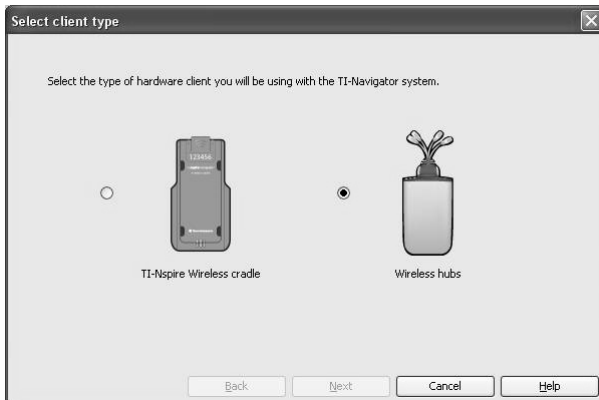 Select client type
Select the type of hardware client you will be using with the TI-Navigator system.
123456
TI-Nspire Wireless cradle
Wireless hubs
Back
Next
Cancel
Help